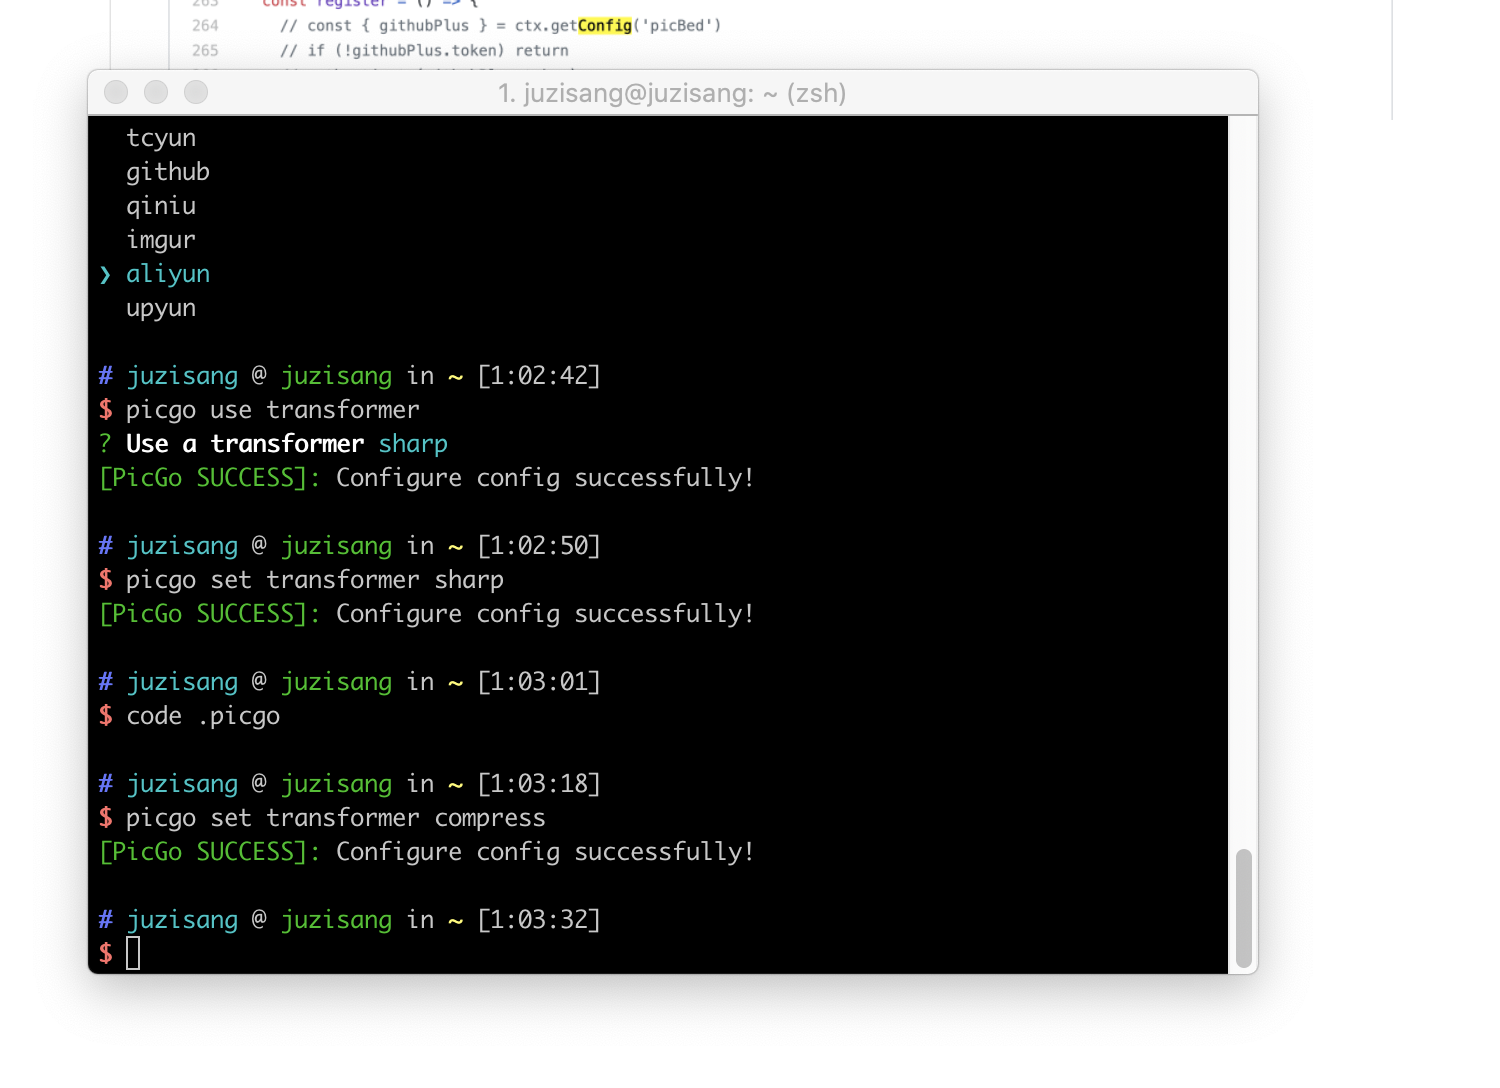 263 const register = () => {
264 // const { githubPlus } = ctx.getConfig('picBed')
265 // if (!githubPlus.token) return
1. juzisang@juzisang: ~ (zsh)
tcyun
github
qiniu
imgur
❯ aliyun
upyun
# juzisang @ juzisang in ~ [1:02:42]
$ picgo use transformer
? Use a transformer sharp
[PicGo SUCCESS]: Configure config successfully!
# juzisang @ juzisang in ~ [1:02:50]
$ picgo set transformer sharp
[PicGo SUCCESS]: Configure config successfully!
# juzisang @ juzisang in ~ [1:03:01]
$ code .picgo
# juzisang @ juzisang in ~ [1:03:18]
$ picgo set transformer compress
[PicGo SUCCESS]: Configure config successfully!
# juzisang @ juzisang in ~ [1:03:32]
$